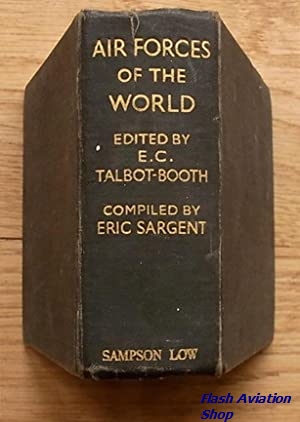 AIR FORCES
OF THE
WORLD
EDITED BY
E.C.
TALBOT-BOOTH
COMPILED BY
ERIC SARGENT
SAMPSON LOW
Flash Aviation
Shop